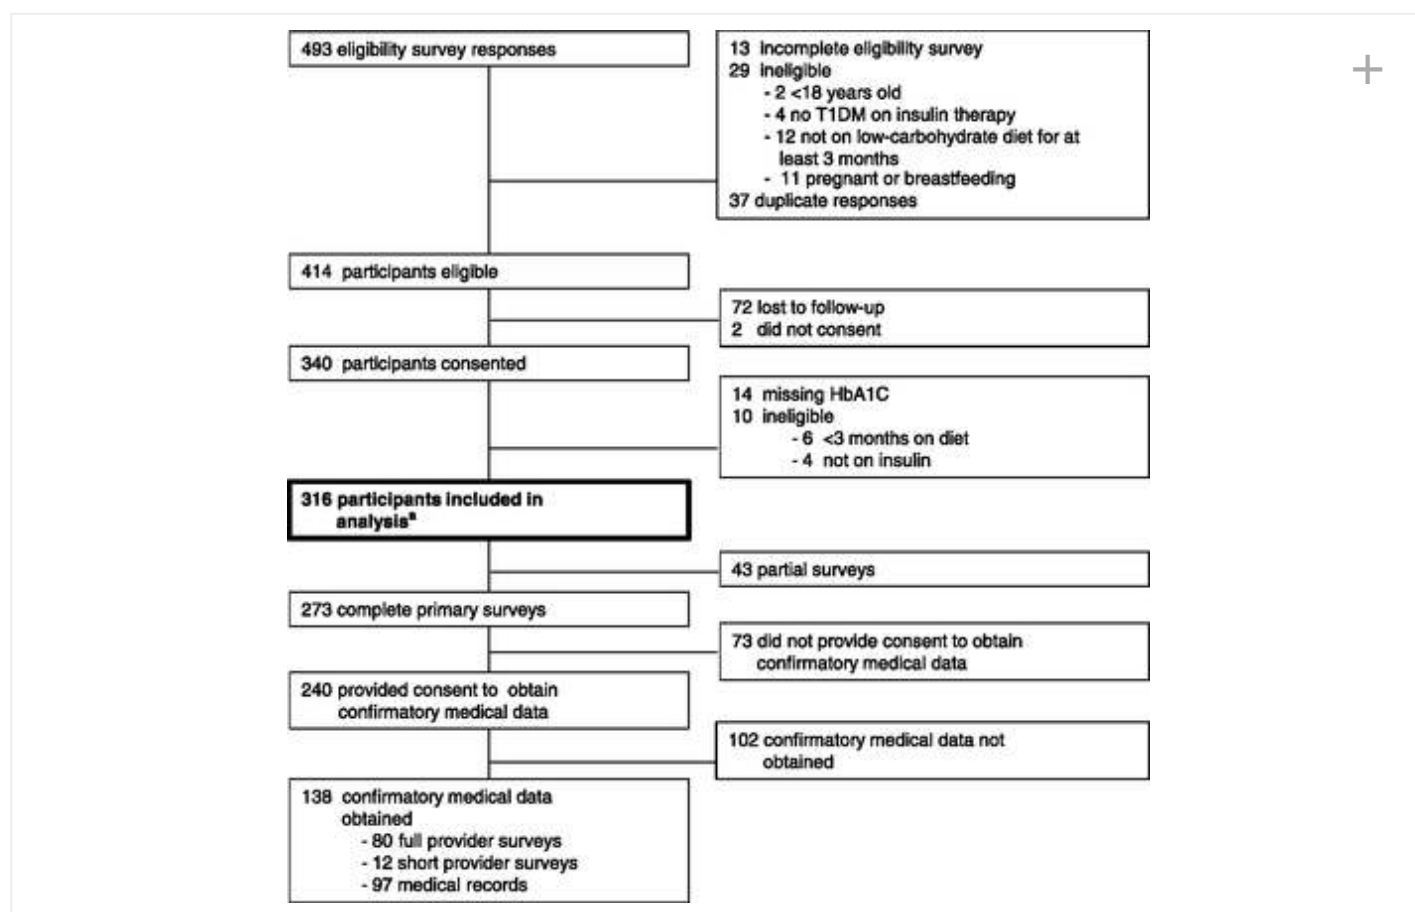 493 eligibility survey responses
13 incomplete eligibility survey
29 ineligible
- 2 <18 years old
- 4 no T1DM on insulin therapy
- 12 not on low-carbohydrate diet for at
least 3 months
- 11 pregnant or breastfeeding
37 duplicate responses
414 participants eligible
72 lost to follow-up
2 did not consent
340 participants consented
14 missing HbA1C
10 ineligible
- 6 <3 months on diet
- 4 not on insulin
316 participants included in
analysisª
43 partial surveys
273 complete primary surveys
73 did not provide consent to obtain
confirmatory medical data
240 provided consent to obtain
confirmatory medical data
102 confirmatory medical data not
obtained
138 confirmatory medical data
obtained
- 80 full provider surveys
- 12 short provider surveys
- 97 medical records